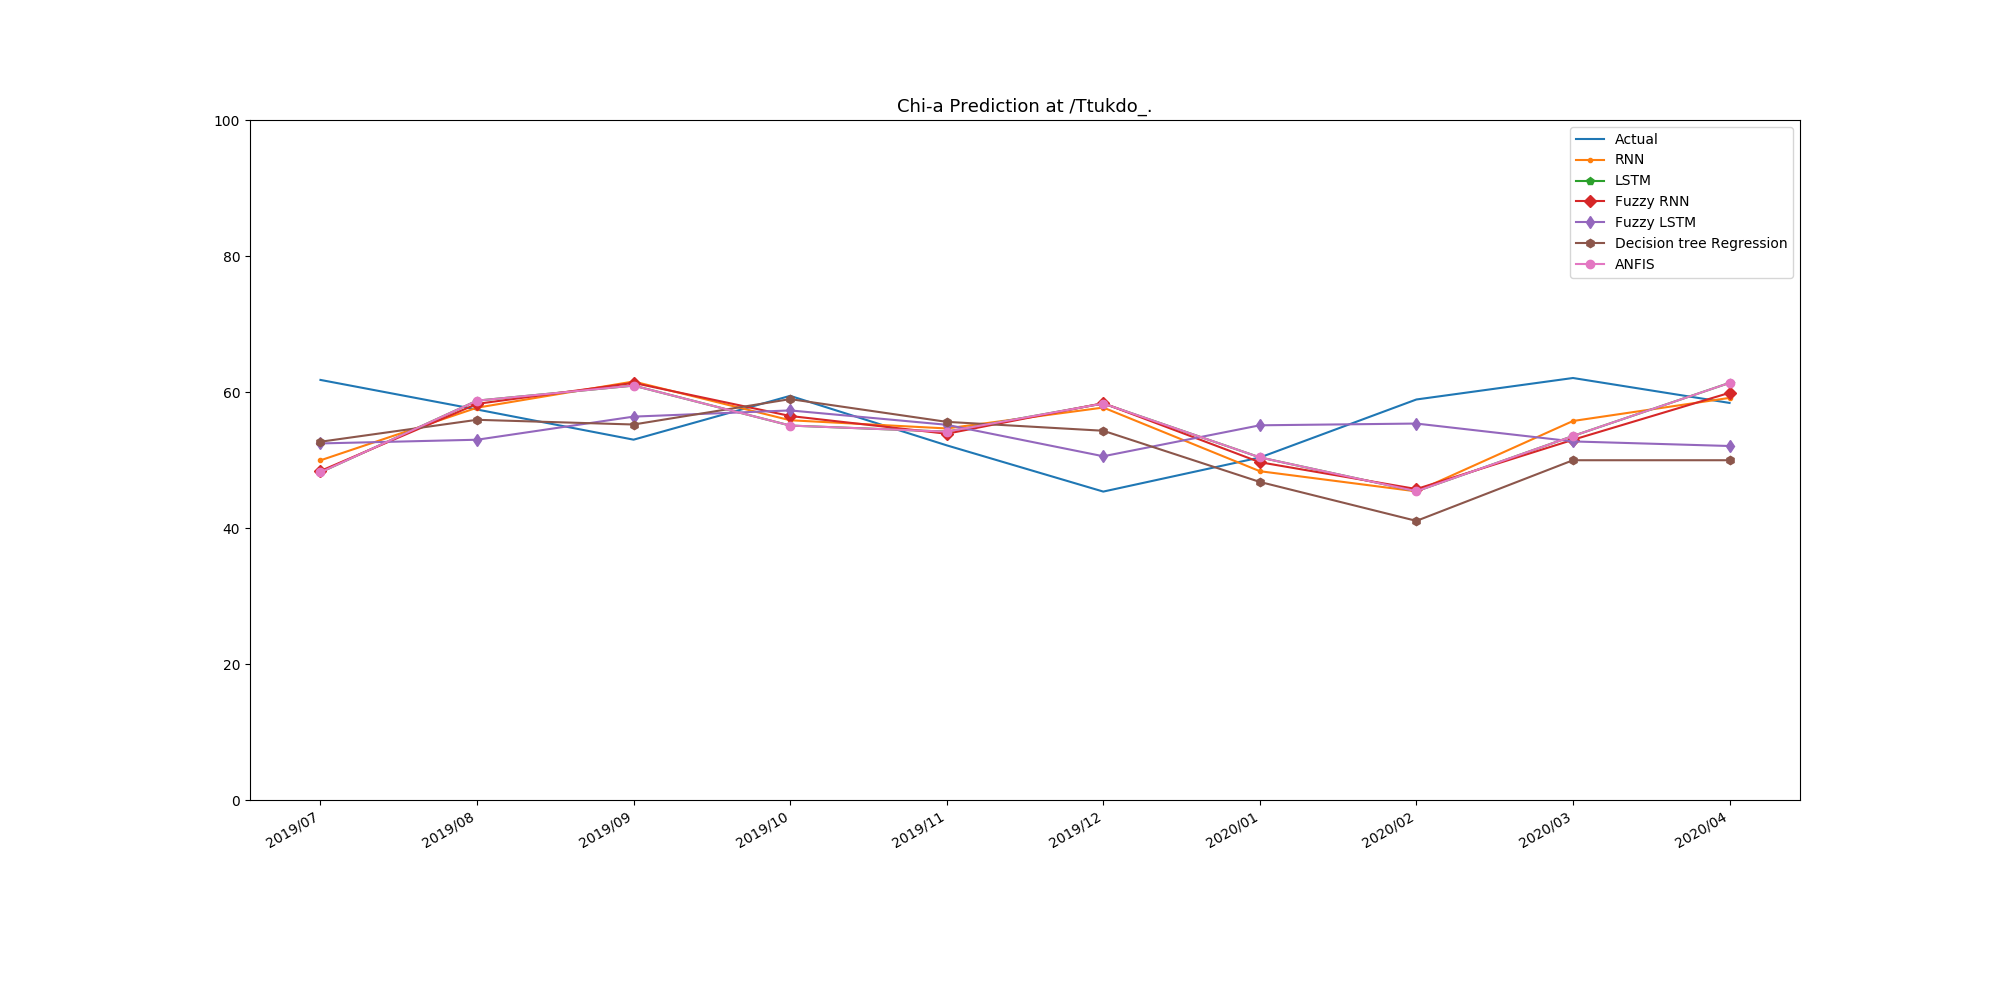 Chi-a Prediction at /Ttukdo_.
100
80
60
40
20
0
Actual
RNN
LSTM
Fuzzy RNN
Fuzzy LSTM
Decision tree Regression
ANFIS
2019/07
2019/08
2019/09
2019/10
2019/11
2019/12
2020/01
2020/02
2020/03
2020/04